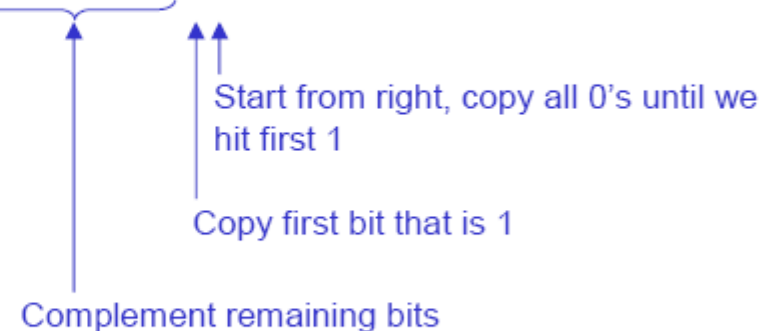 Start from right, copy all 0's until we
hit first 1
Copy first bit that is 1
Complement remaining bits